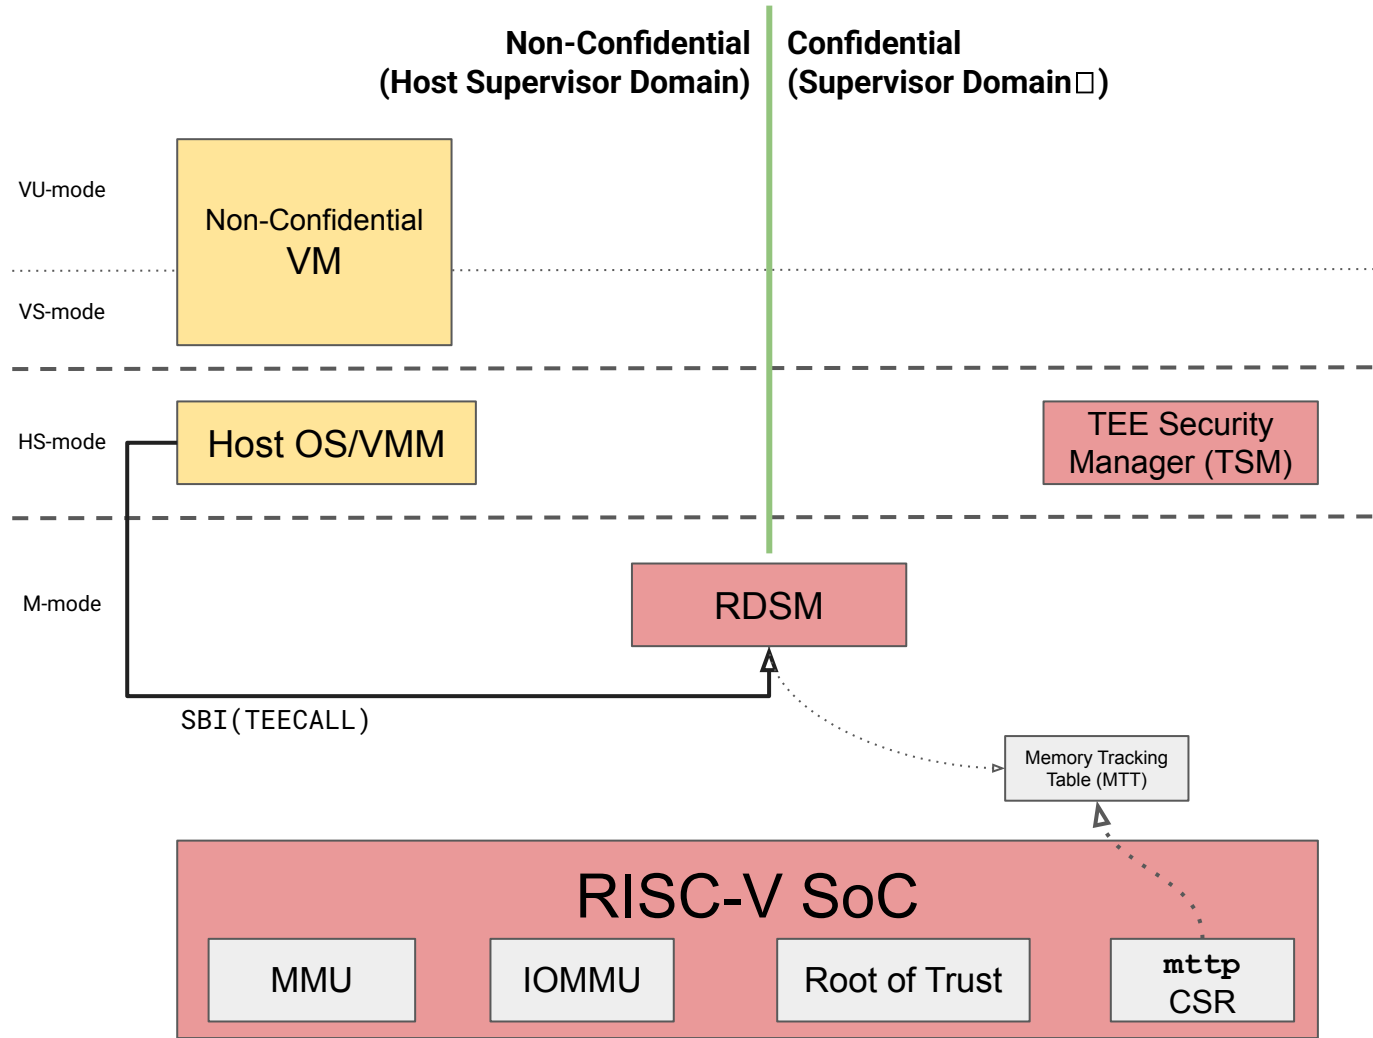 Non-Confidential
(Host Supervisor Domain)
Confidential
(Supervisor Domain□)
VU-mode
Non-Confidential
VM
VS-mode
HS-mode
Host OS/VMM
TEE Security
Manager (TSM)
M-mode
RDSM
SBI(TEECALL)
Memory Tracking
Table (MTT)
RISC-V SoC
MMU
IOMMU
Root of Trust
mttp
CSR